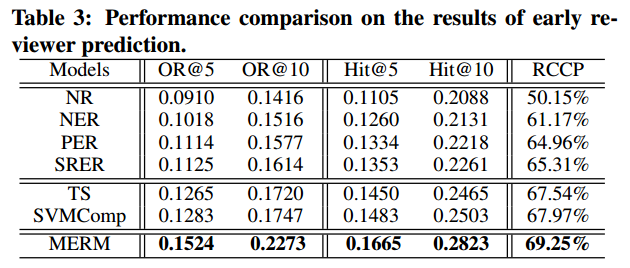 Table 3: Performance comparison on the results of early re-
viewer prediction.
Models OR@5 OR@10 Hit@5 Hit@10 RCCP
NR 0.0910 0.1416 0.1105 0.2088 50.15%
NER 0.1018 0.1516 0.1260 0.2131 61.17%
PER 0.1114 0.1577 0.1334 0.2218 64.96%
SRER 0.1125 0.1614 0.1353 0.2261 65.31%
TS 0.1265 0.1720 0.1450 0.2465 67.54%
SVMComp 0.1283 0.1747 0.1483 0.2503 67.97%
MERM 0.1524 0.2273 0.1665 0.2823 69.25%